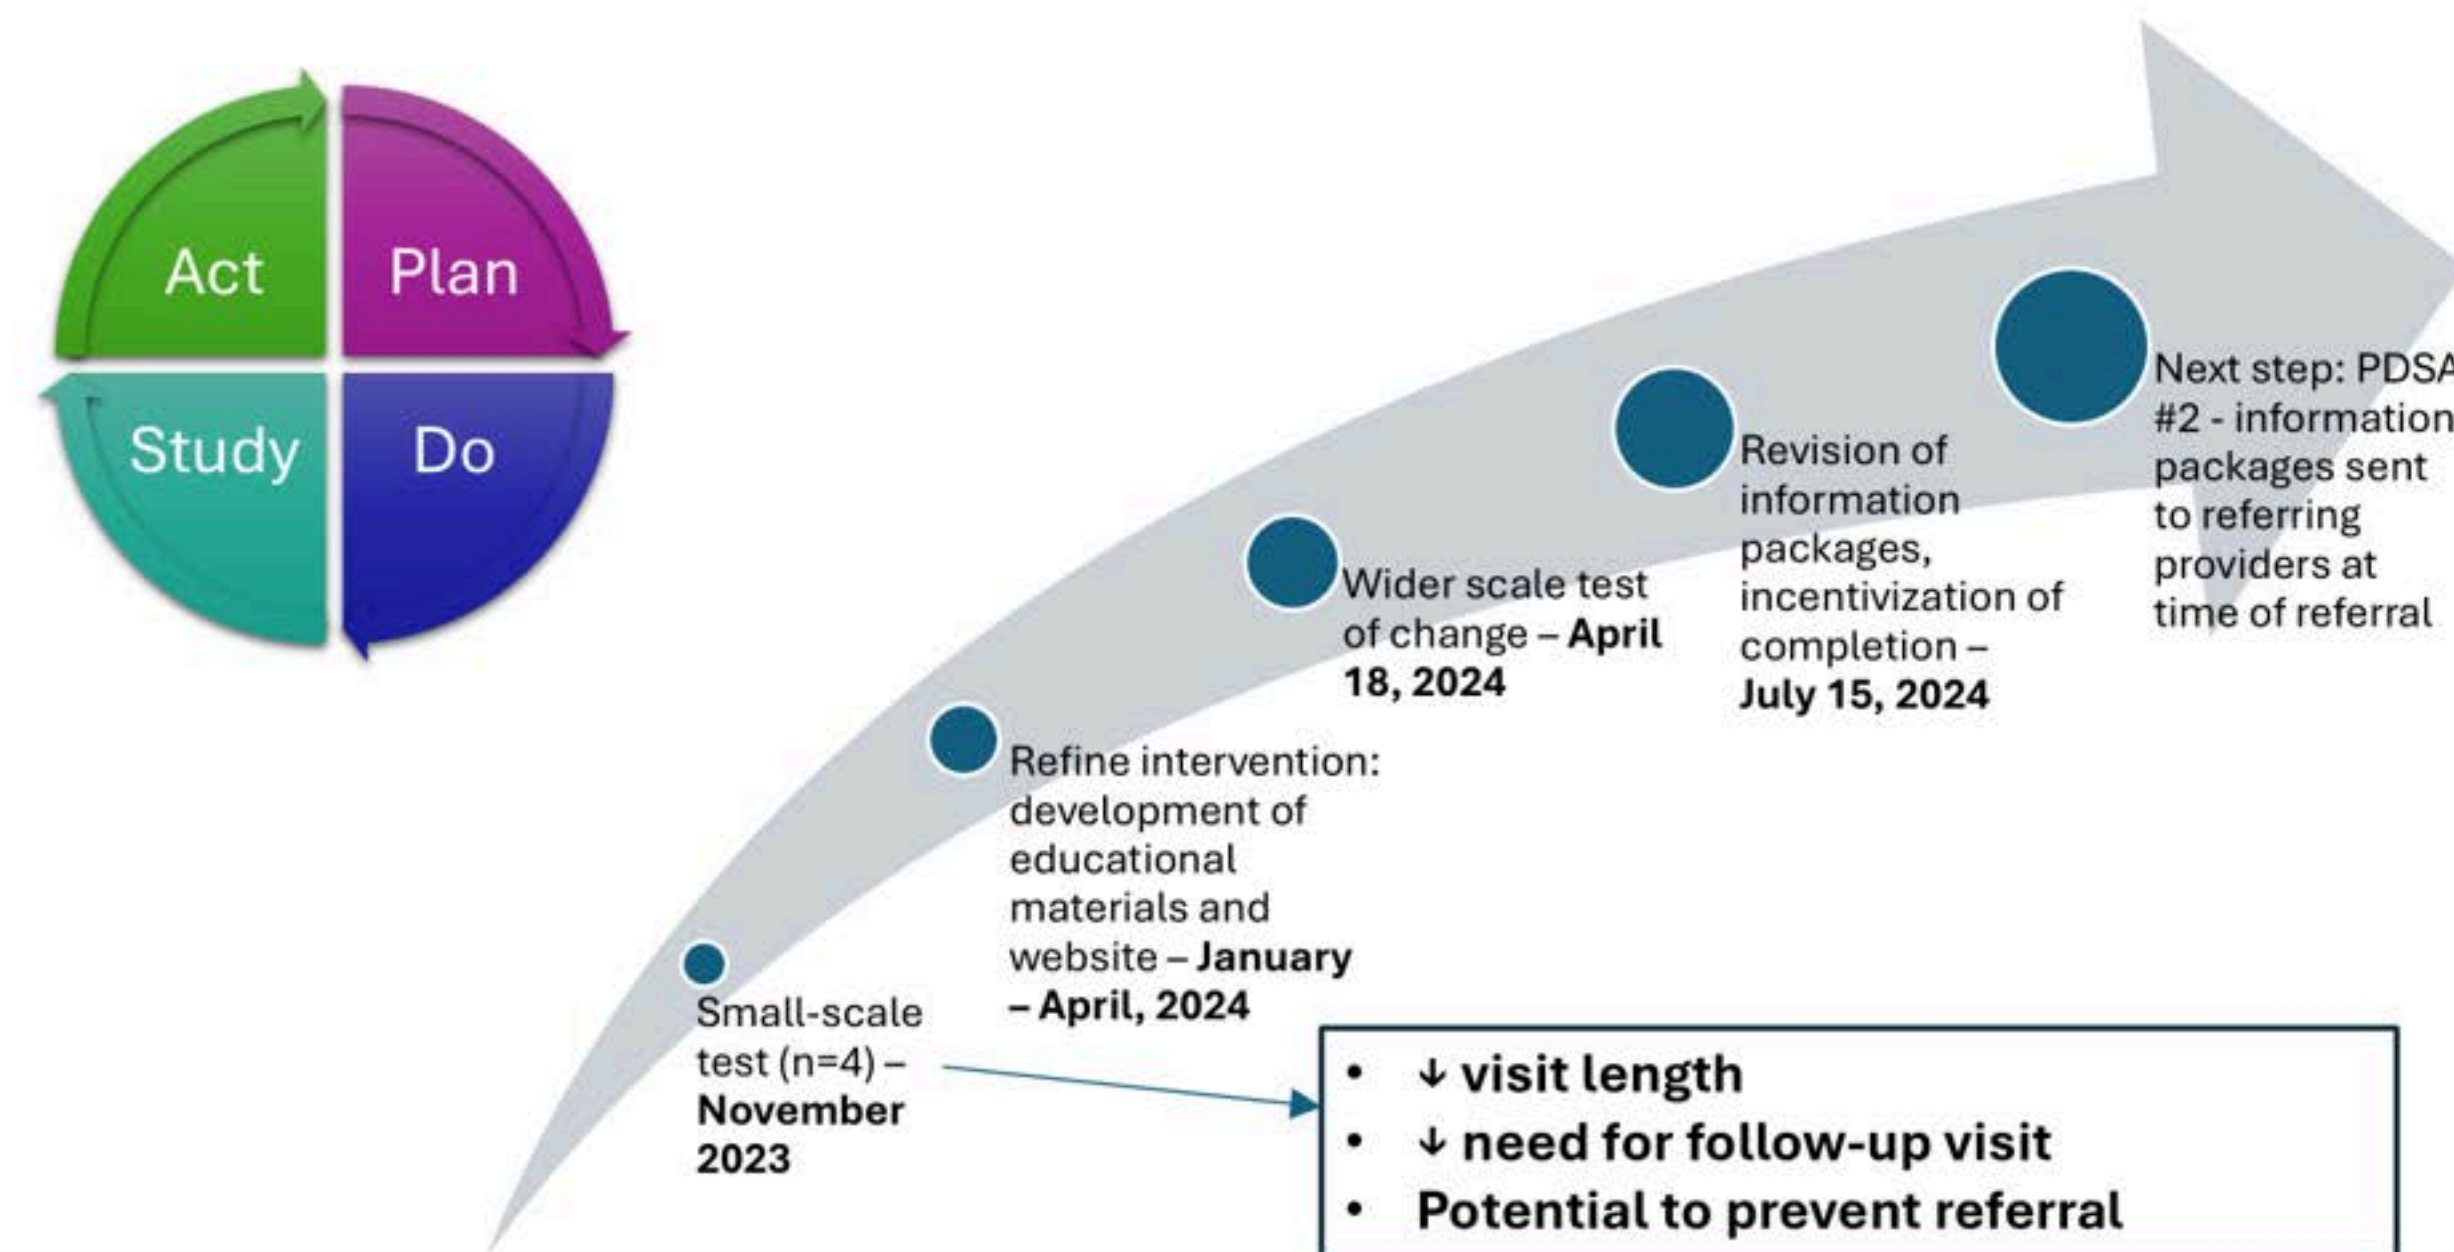 Act
Plan
Study
Do
Small-scale
test (n=4) –
November
2023
Refine intervention:
development of
educational
materials and
website – January
– April, 2024
Wider scale test
of change – April
18, 2024
Revision of
information
packages,
incentivization of
completion –
July 15, 2024
Next step: PDSA
#2 - information
packages sent
to referring
providers at
time of referral
• ↓ visit length
• ↓ need for follow-up visit
• Potential to prevent referral